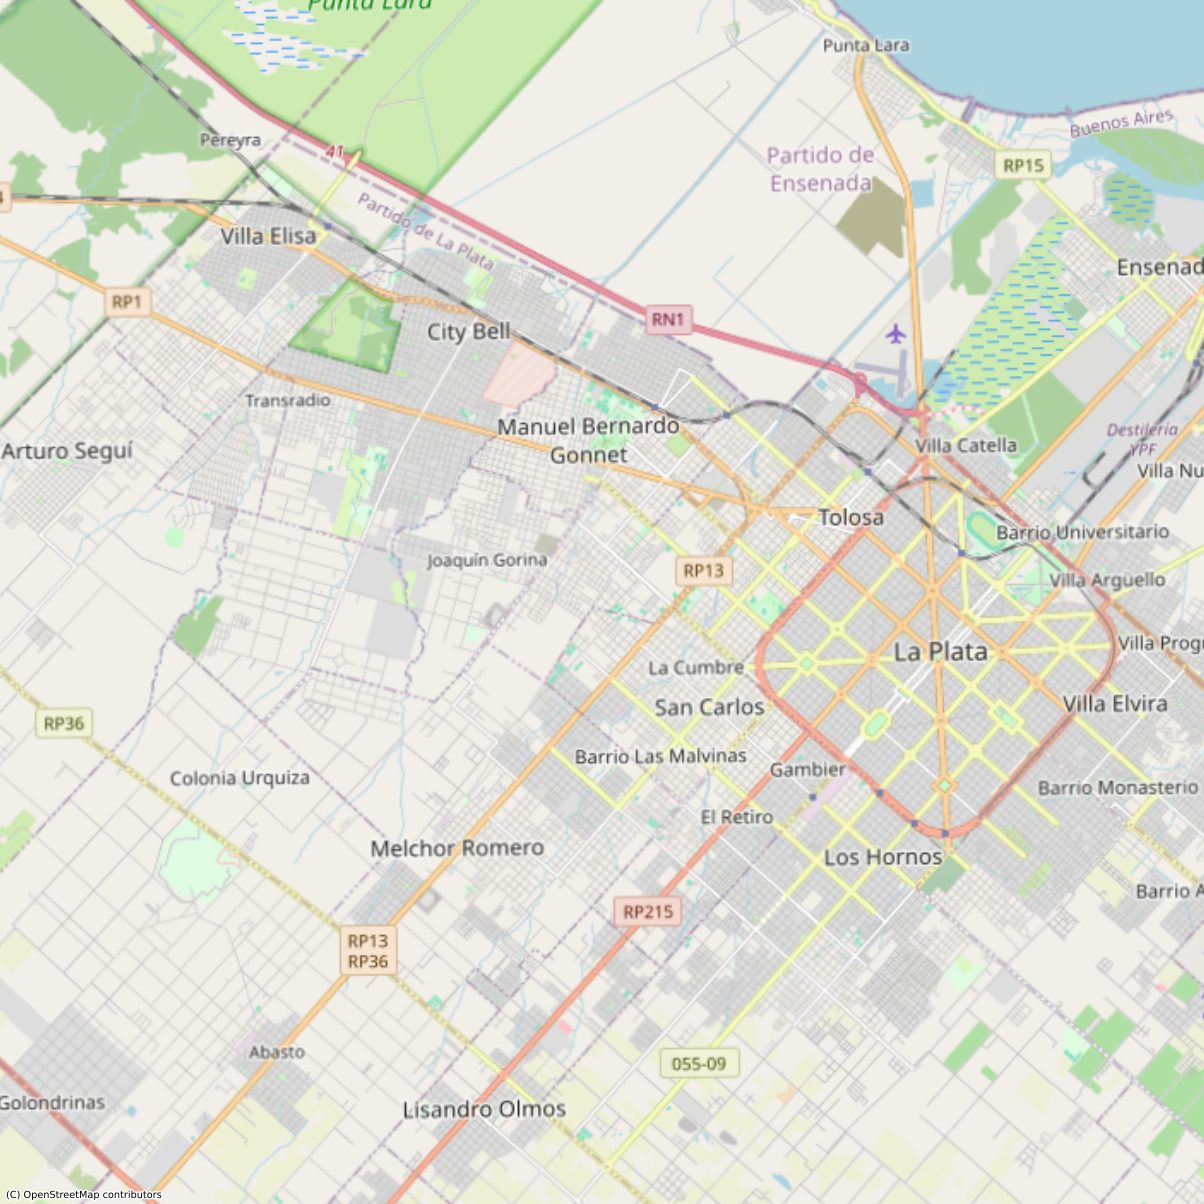 Punta Lara
Punta Lara
Buenos Aires
Pereyra
41
Partido de
Ensenada
RP15
Partido de La Plata
Villa Elisa
Ensenad
RP1
RN1
City Bell
Transradio
Manuel Bernardo
Gonnet
Villa Catella
Destilería
YPF
Arturo Seguí
Villa Nu
Tolosa
Barrio Universitario
Joaquín Gorina
RP13
Villa Arguello
La Plata
Villa Progr
La Cumbre
San Carlos
Villa Elvira
RP36
Barrio Las Malvinas
Gambier
Colonia Urquiza
Barrio Monasterio
El Retiro
Melchor Romero
Los Hornos
Barrio A
RP215
RP13
RP36
Abasto
055-09
Golondrinas
Lisandro Olmos
(C) OpenStreetMap contributors